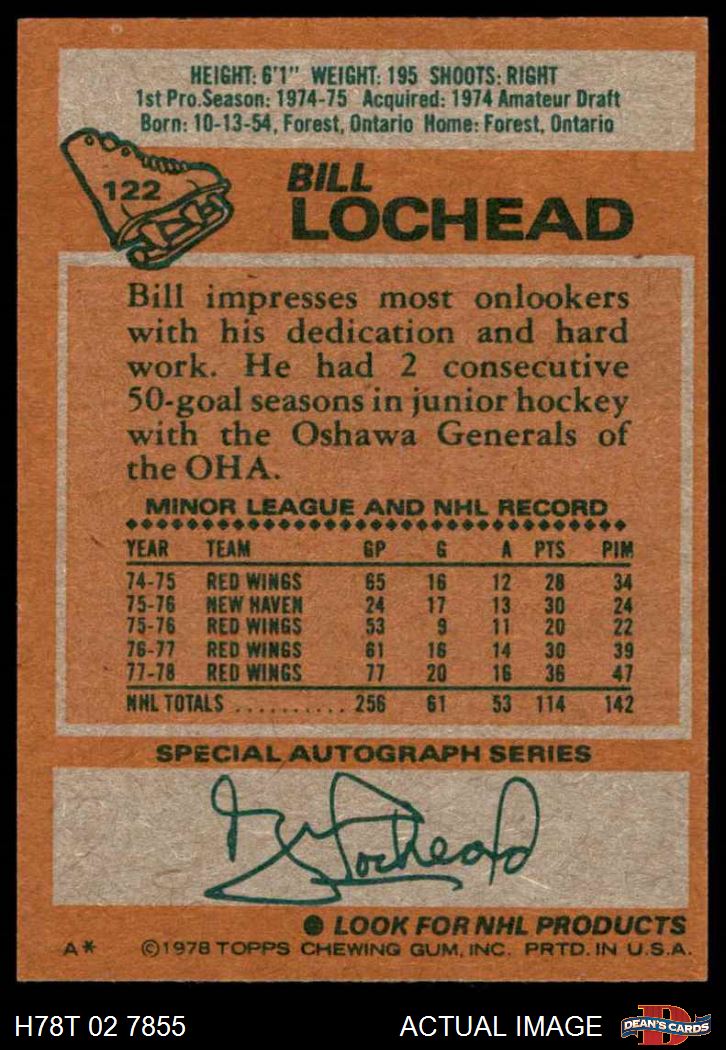 HEIGHT: 6'1" WEIGHT: 195 SHOOTS: RIGHT
1st Pro.Season: 1974-75 Acquired: 1974 Amateur Draft
Born: 10-13-54, Forest, Ontario Home: Forest, Ontario
122
BILL
LOCHEAD
Bill impresses most onlookers
with his dedication and hard
work. He had 2 consecutive
50-goal seasons in junior hockey
with the Oshawa Generals of
the OHA.
MINOR LEAGUE AND NHL RECORD
YEAR TEAM GP G A PTS PIM
74-75 RED WINGS 65 16 12 28 34
75-76 NEW HAVEN 24 17 13 30 24
75-76 RED WINGS 53 9 11 20 22
76-77 RED WINGS 61 16 14 30 39
77-78 RED WINGS 77 20 16 36 47
NHL TOTALS .......... 256 61 53 114 142
SPECIAL AUTOGRAPH SERIES
Bill Lochead
● LOOK FOR NHL PRODUCTS
A* ©1978 TOPPS CHEWING GUM, INC. PRTD. IN U.S.A.
H78T 02 7855 ACTUAL IMAGE D DEAN'S CARDS